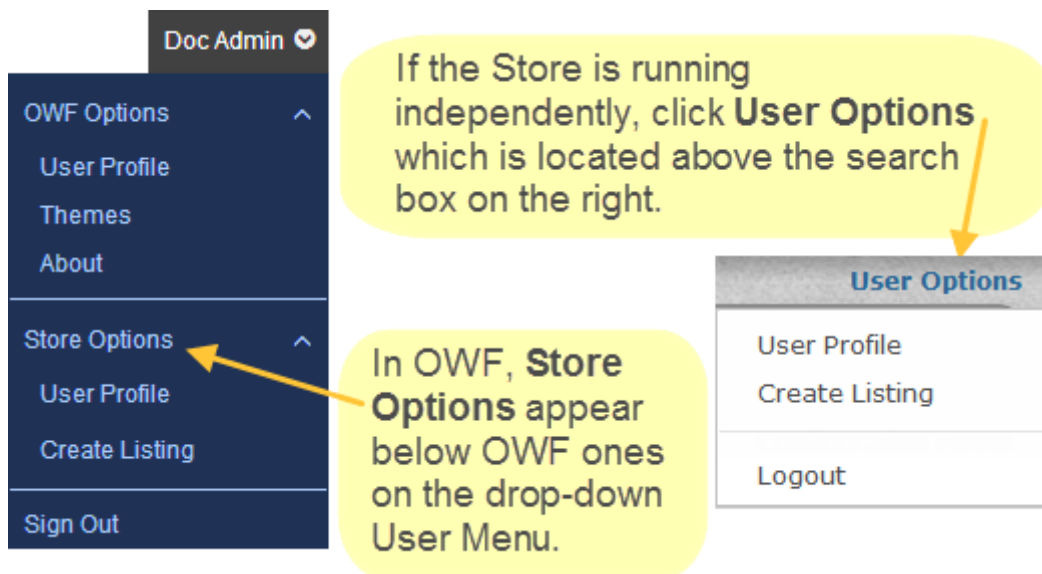 Doc Admin
OWF Options
User Profile
Themes
About
Store Options
User Profile
Create Listing
Sign Out
If the Store is running
independently, click User Options
which is located above the search
box on the right.
In OWF, Store
Options appear
below OWF ones
on the drop-down
User Menu.
User Options
User Profile
Create Listing
Logout